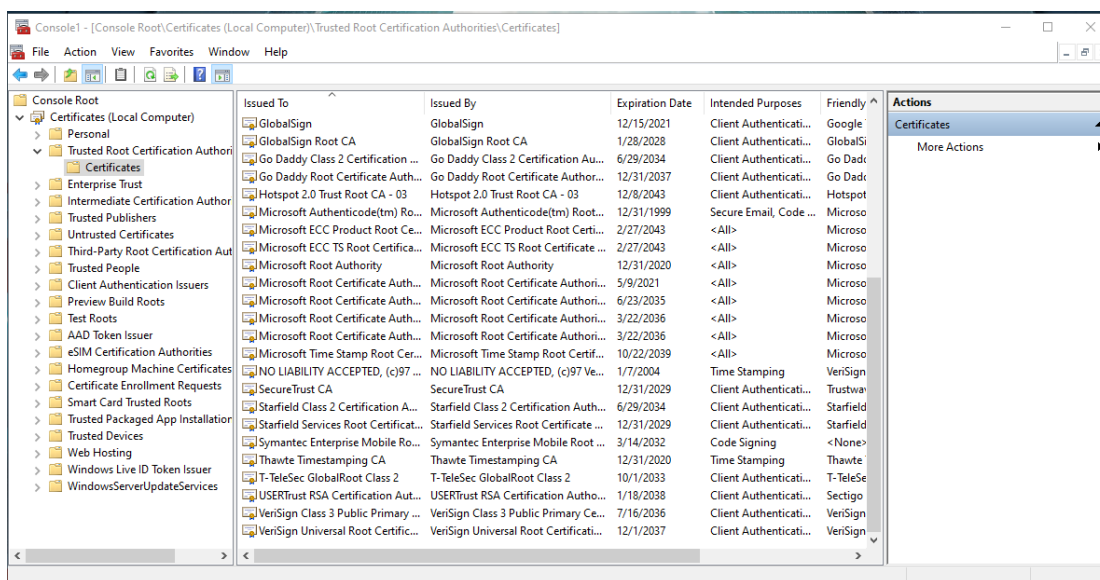 Console1 - [Console Root\Certificates (Local Computer)\Trusted Root Certification Authorities\Certificates]
File Action View Favorites Window Help
Console Root
Certificates (Local Computer)
Personal
Trusted Root Certification Authori
Certificates
Enterprise Trust
Intermediate Certification Author
Trusted Publishers
Untrusted Certificates
Third-Party Root Certification Aut
Trusted People
Client Authentication Issuers
Preview Build Roots
Test Roots
AAD Token Issuer
eSIM Certification Authorities
Homegroup Machine Certificates
Certificate Enrollment Requests
Smart Card Trusted Roots
Trusted Packaged App Installation
Trusted Devices
Web Hosting
Windows Live ID Token Issuer
WindowsServerUpdateServices
Issued To Issued By Expiration Date Intended Purposes Friendly
GlobalSign GlobalSign 12/15/2021 Client Authenticati... Google
GlobalSign Root CA GlobalSign Root CA 1/28/2028 Client Authenticati... GlobalSi
Go Daddy Class 2 Certification ... Go Daddy Class 2 Certification Au... 6/29/2034 Client Authenticati... Go Dadd
Go Daddy Root Certificate Auth... Go Daddy Root Certificate Author... 12/31/2037 Client Authenticati... Go Dadd
Hotspot 2.0 Trust Root CA - 03 Hotspot 2.0 Trust Root CA - 03 12/8/2043 Client Authenticati... Hotspot
Microsoft Authenticode(tm) Ro... Microsoft Authenticode(tm) Root... 12/31/1999 Secure Email, Code ... Microso
Microsoft ECC Product Root Ce... Microsoft ECC Product Root Certi... 2/27/2043 <All> Microso
Microsoft ECC TS Root Certifica... Microsoft ECC TS Root Certificate ... 2/27/2043 <All> Microso
Microsoft Root Authority Microsoft Root Authority 12/31/2020 <All> Microso
Microsoft Root Certificate Auth... Microsoft Root Certificate Authori... 5/9/2021 <All> Microso
Microsoft Root Certificate Auth... Microsoft Root Certificate Authori... 6/23/2035 <All> Microso
Microsoft Root Certificate Auth... Microsoft Root Certificate Authori... 3/22/2036 <All> Microso
Microsoft Root Certificate Auth... Microsoft Root Certificate Authori... 3/22/2036 <All> Microso
Microsoft Time Stamp Root Cer... Microsoft Time Stamp Root Certif... 10/22/2039 <All> Microso
NO LIABILITY ACCEPTED, (c)97 ... NO LIABILITY ACCEPTED, (c)97 Ve... 1/7/2004 Time Stamping VeriSign
SecureTrust CA SecureTrust CA 12/31/2029 Client Authenticati... Trustwav
Starfield Class 2 Certification A... Starfield Class 2 Certification Auth... 6/29/2034 Client Authenticati... Starfield
Starfield Services Root Certificat... Starfield Services Root Certificate ... 12/31/2029 Client Authenticati... Starfield
Symantec Enterprise Mobile Ro... Symantec Enterprise Mobile Root ... 3/14/2032 Code Signing <None>
Thawte Timestamping CA Thawte Timestamping CA 12/31/2020 Time Stamping Thawte
T-TeleSec GlobalRoot Class 2 T-TeleSec GlobalRoot Class 2 10/1/2033 Client Authenticati... T-TeleSe
USERTrust RSA Certification Aut... USERTrust RSA Certification Autho... 1/18/2038 Client Authenticati... Sectigo
VeriSign Class 3 Public Primary ... VeriSign Class 3 Public Primary Ce... 7/16/2036 Client Authenticati... VeriSign
VeriSign Universal Root Certific... VeriSign Universal Root Certificati... 12/1/2037 Client Authenticati... VeriSign
Actions
Certificates
More Actions